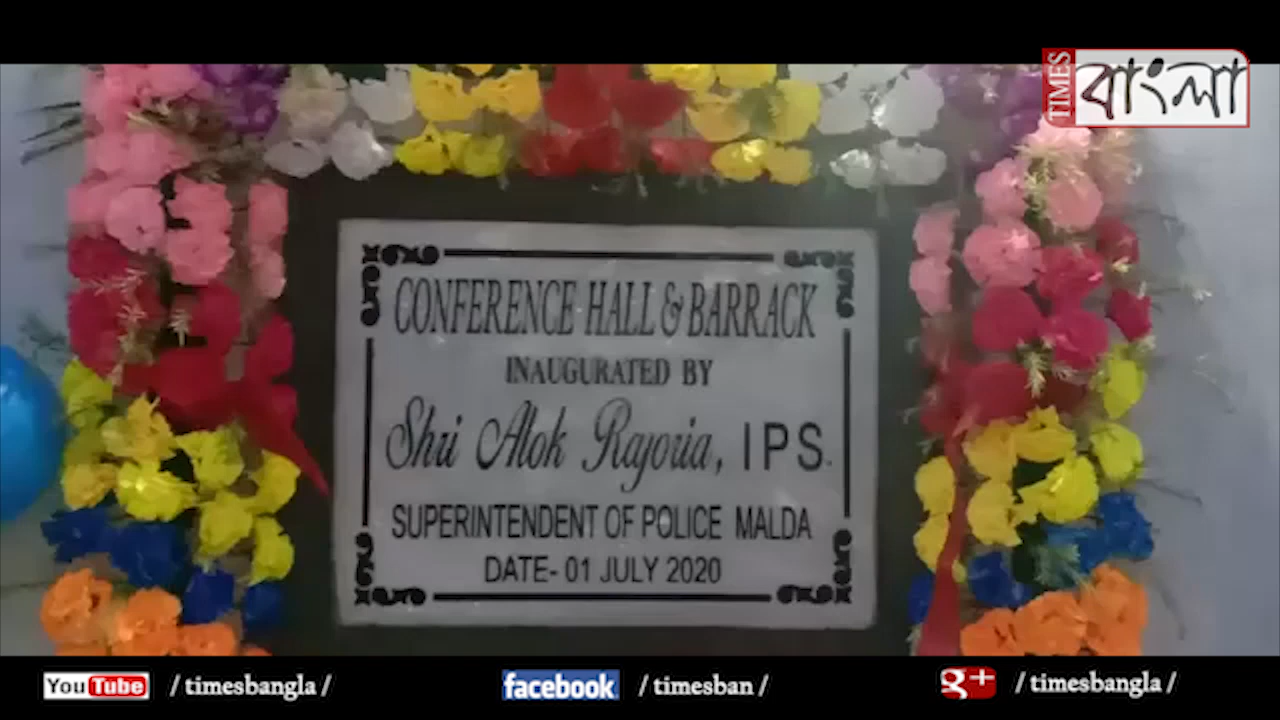 TIMES
বাংলা
CONFERENCE HALL & BARRACK
INAUGURATED BY
Shri Alok Rajoria, IPS.
SUPERINTENDENT OF POLICE MALDA
DATE- 01 JULY 2020
YouTube / timesbangla /
facebook / timesban /
g+ / timesbangla /